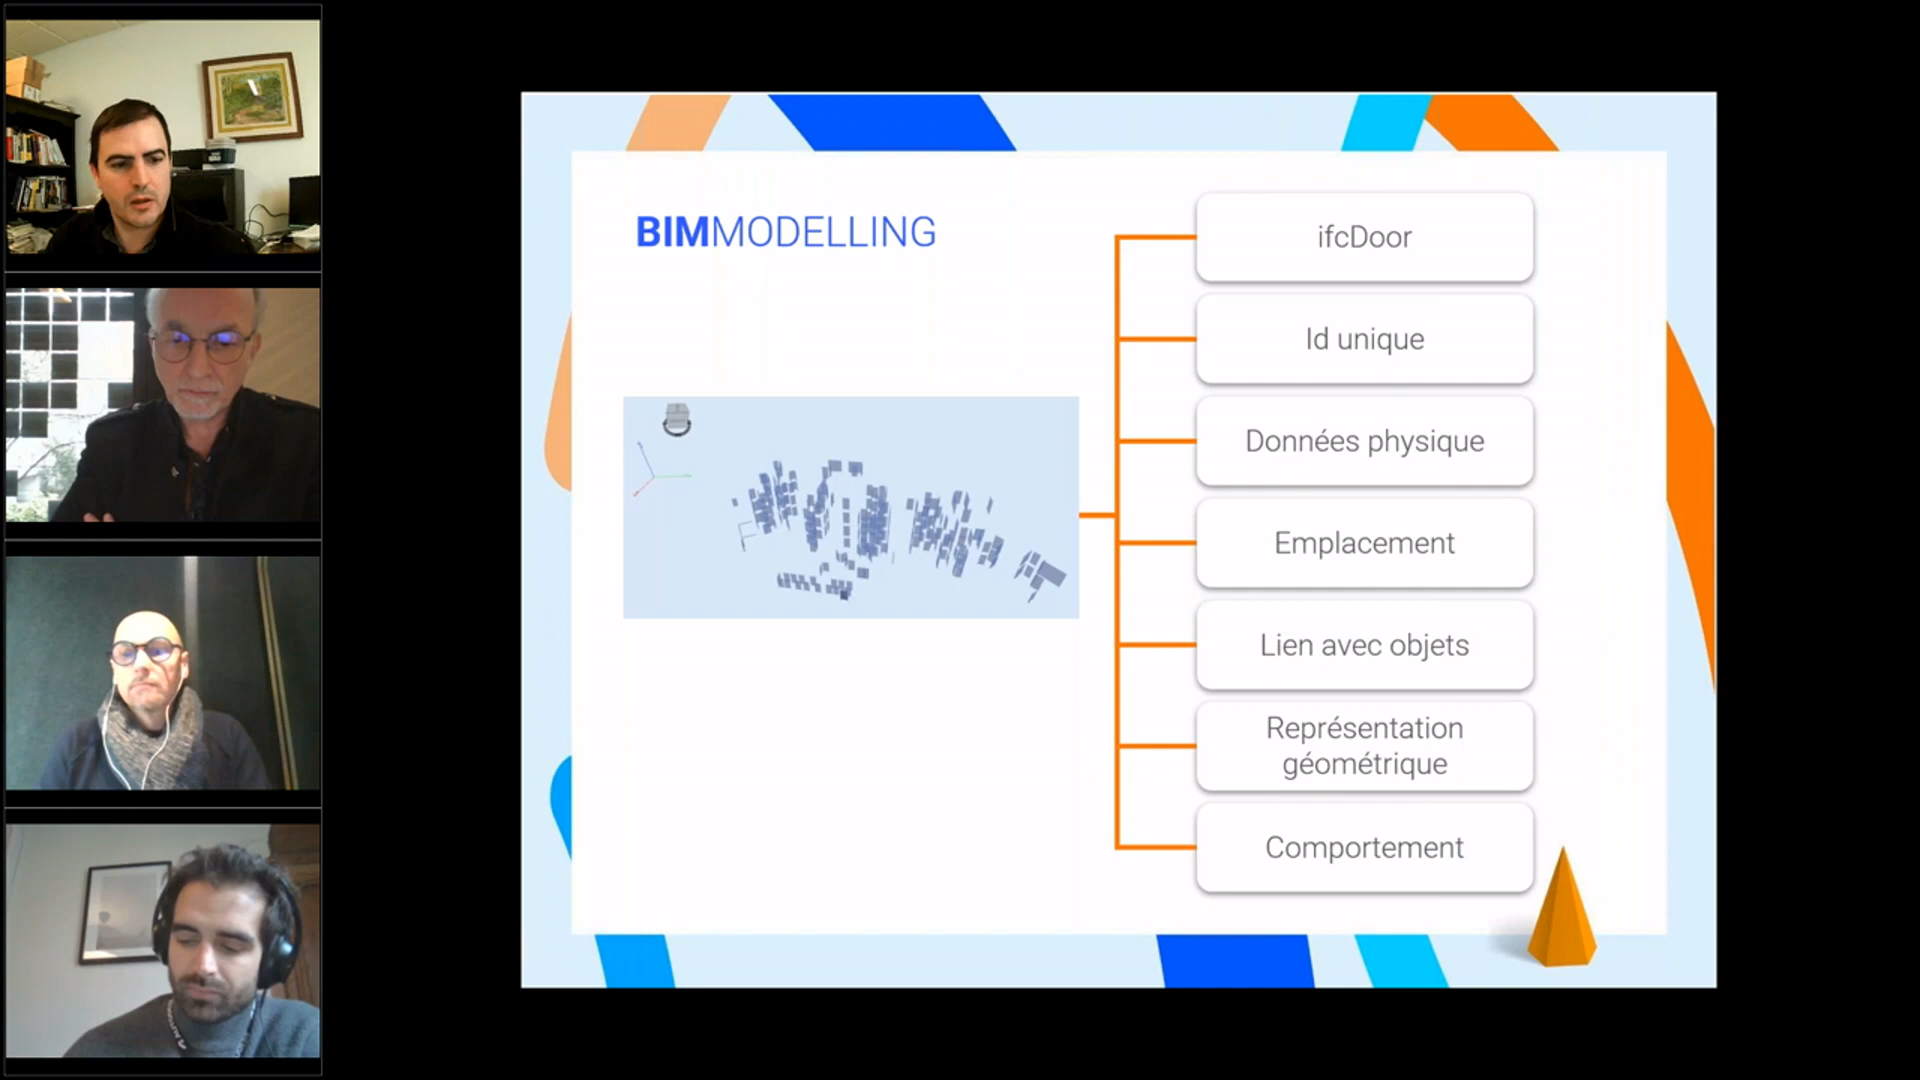 BIMMODELLING
ifcDoor
Id unique
Données physique
Emplacement
Lien avec objets
Représentation
géométrique
Comportement